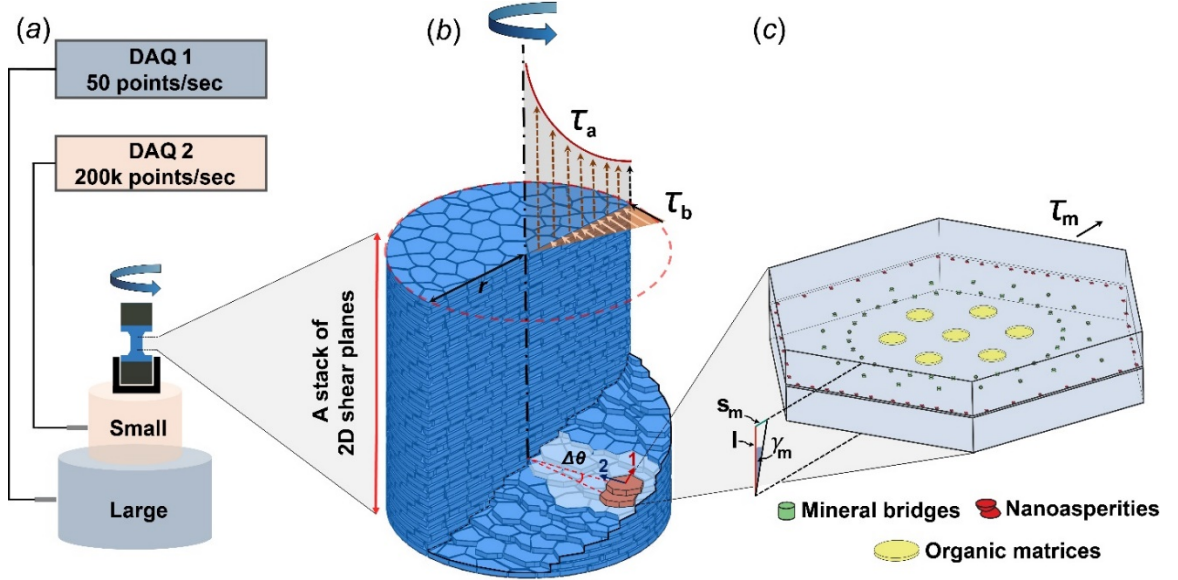 (a)
DAQ 1
50 points/sec
DAQ 2
200k points/sec
Small
Large
(b)
τa
τb
r
A stack of
2D shear planes
Δθ
2
1
(c)
τm
sm
l
γm
Mineral bridges
Nanoasperities
Organic matrices